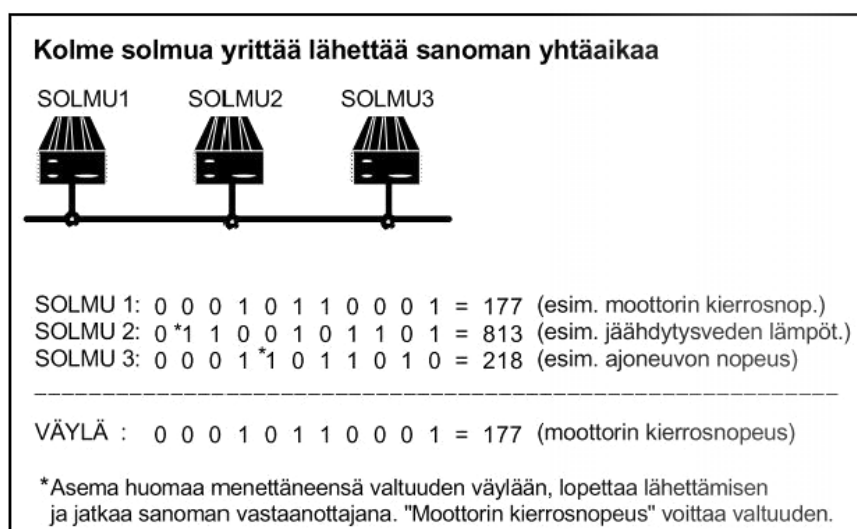 Kolme solmua yrittää lähettää sanoman yhtäaikaa
SOLMU1 SOLMU2 SOLMU3
SOLMU 1: 0 0 0 1 0 1 1 0 0 0 1 = 177 (esim. moottorin kierrosnop.)
SOLMU 2: 0 *1 1 0 0 1 0 1 1 0 1 = 813 (esim. jäähdytysveden lämpöt.)
SOLMU 3: 0 0 0 1 *1 0 1 1 0 1 0 = 218 (esim. ajoneuvon nopeus)
VÄYLÄ : 0 0 0 1 0 1 1 0 0 0 1 = 177 (moottorin kierrosnopeus)
*Asema huomaa menettäneensä valtuuden väylään, lopettaa lähettämisen
ja jatkaa sanoman vastaanottajana. "Moottorin kierrosnopeus" voittaa valtuuden.